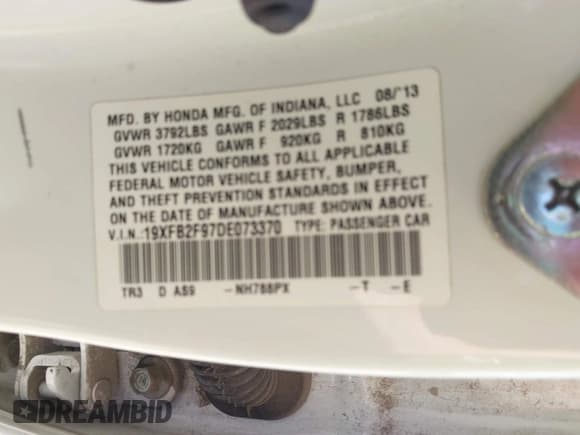 MFD. BY HONDA MFG. OF INDIANA, LLC 08/'13
GVWR 3792LBS GAWR F 2029LBS R 1786LBS
GVWR 1720KG GAWR F 920KG R 810KG
THIS VEHICLE CONFORMS TO ALL APPLICABLE
FEDERAL MOTOR VEHICLE SAFETY, BUMPER,
AND THEFT PREVENTION STANDARDS IN EFFECT
ON THE DATE OF MANUFACTURE SHOWN ABOVE.
V.I.N.:19XFB2F97DE073370 TYPE: PASSENGER CAR
TR3 D AS9 -NH788PX -T -E
DREAMBID